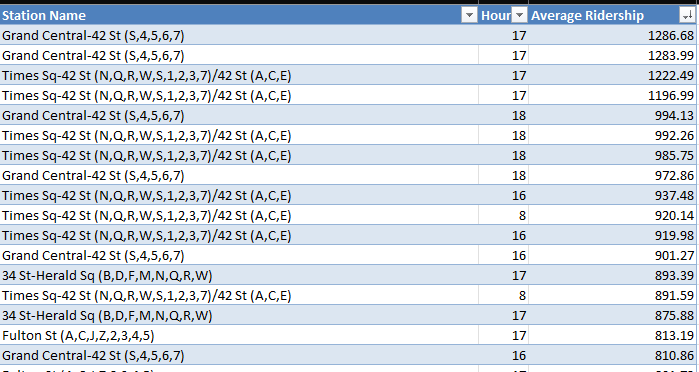 Station Name Hour Average Ridership
Grand Central-42 St (S,4,5,6,7) 17 1286.68
Grand Central-42 St (S,4,5,6,7) 17 1283.99
Times Sq-42 St (N,Q,R,W,S,1,2,3,7)/42 St (A,C,E) 17 1222.49
Times Sq-42 St (N,Q,R,W,S,1,2,3,7)/42 St (A,C,E) 17 1196.99
Grand Central-42 St (S,4,5,6,7) 18 994.13
Times Sq-42 St (N,Q,R,W,S,1,2,3,7)/42 St (A,C,E) 18 992.26
Times Sq-42 St (N,Q,R,W,S,1,2,3,7)/42 St (A,C,E) 18 985.75
Grand Central-42 St (S,4,5,6,7) 18 972.86
Times Sq-42 St (N,Q,R,W,S,1,2,3,7)/42 St (A,C,E) 16 937.48
Times Sq-42 St (N,Q,R,W,S,1,2,3,7)/42 St (A,C,E) 8 920.14
Times Sq-42 St (N,Q,R,W,S,1,2,3,7)/42 St (A,C,E) 16 919.98
Grand Central-42 St (S,4,5,6,7) 16 901.27
34 St-Herald Sq (B,D,F,M,N,Q,R,W) 17 893.39
Times Sq-42 St (N,Q,R,W,S,1,2,3,7)/42 St (A,C,E) 8 891.59
34 St-Herald Sq (B,D,F,M,N,Q,R,W) 17 875.88
Fulton St (A,C,J,Z,2,3,4,5) 17 813.19
Grand Central-42 St (S,4,5,6,7) 16 810.86